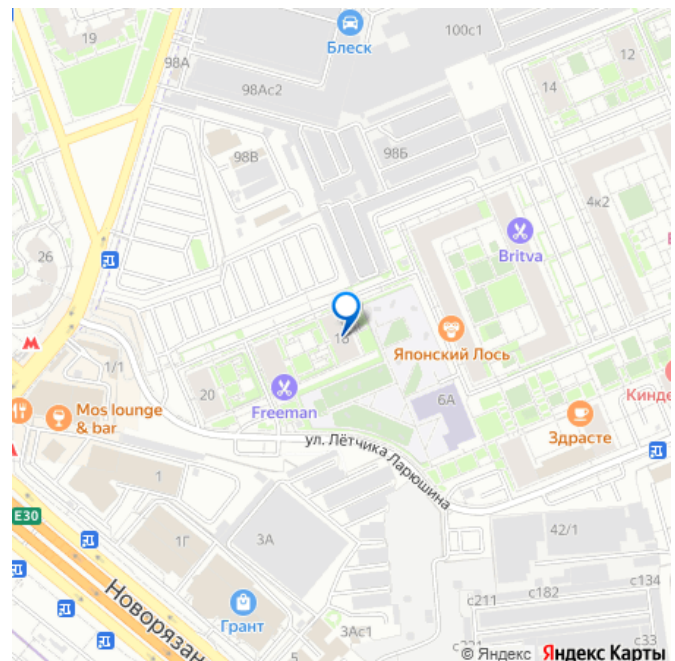 19
98А
Блеск
100с1
12
14
98Ас2
98В
98Б
4к2
Britva
26
18
Японский Лось
1/1
20
Freeman
6А
Mos lounge
& bar
Здрасте
Кинде
ул. Лётчика Ларюшина
1
E30
1Г
3А
42/1
с211
с182
с134
Грант
Новорязан
5
3Ас1
с33
© Яндекс Яндекс Карты